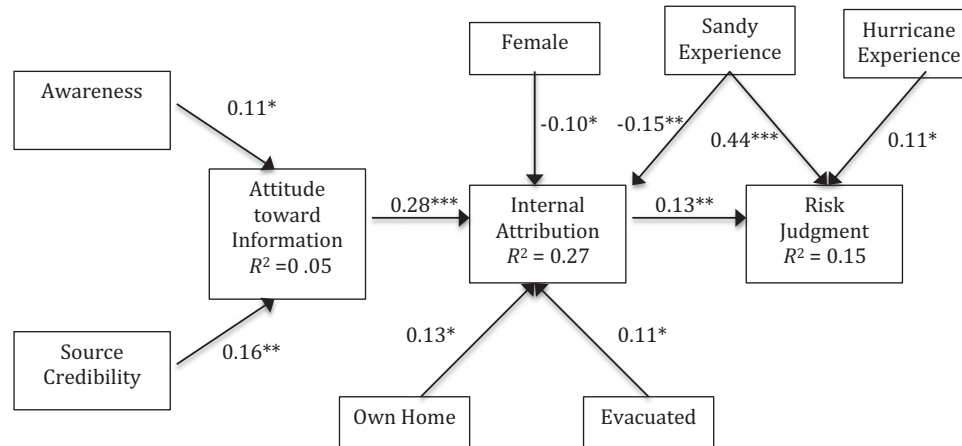 Female
Sandy
Experience
Hurricane
Experience
Awareness
0.11*
-0.10*
-0.15**
0.44***
0.11*
Attitude
toward
Information
R² =0 .05
0.28***
Internal
Attribution
R² = 0.27
0.13**
Risk
Judgment
R² = 0.15
Source
Credibility
0.16**
0.13*
0.11*
Own Home
Evacuated